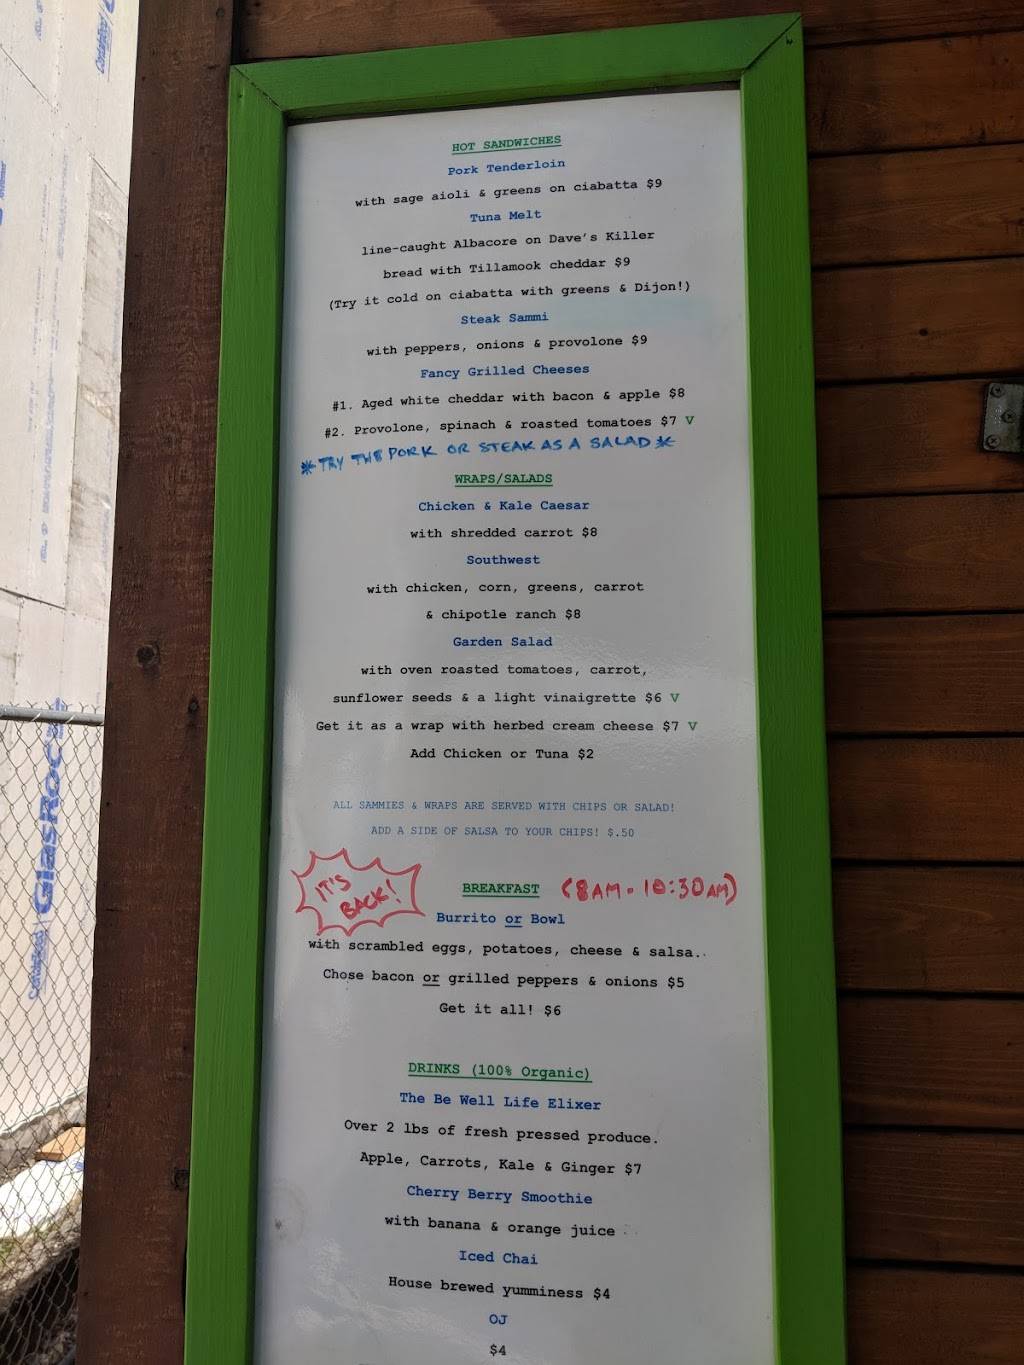 HOT SANDWICHES
Pork Tenderloin
with sage aioli & greens on ciabatta $9
Tuna Melt
line-caught Albacore on Dave's Killer
bread with Tillamook cheddar $9
(Try it cold on ciabatta with greens & Dijon!)
Steak Sammi
with peppers, onions & provolone $9
Fancy Grilled Cheeses
#1. Aged white cheddar with bacon & apple $8
#2. Provolone, spinach & roasted tomatoes $7 V
*TRY THE PORK OR STEAK AS A SALAD*
WRAPS/SALADS
Chicken & Kale Caesar
with shredded carrot $8
Southwest
with chicken, corn, greens, carrot
& chipotle ranch $8
Garden Salad
with oven roasted tomatoes, carrot,
sunflower seeds & a light vinaigrette $6 V
Get it as a wrap with herbed cream cheese $7 V
Add Chicken or Tuna $2
ALL SAMMIES & WRAPS ARE SERVED WITH CHIPS OR SALAD!
ADD A SIDE OF SALSA TO YOUR CHIPS! $.50
IT'S
BACK!
BREAKFAST (8AM-10:30AM)
Burrito or Bowl
with scrambled eggs, potatoes, cheese & salsa..
Chose bacon or grilled peppers & onions $5
Get it all! $6
DRINKS (100% Organic)
The Be Well Life Elixer
Over 2 lbs of fresh pressed produce.
Apple, Carrots, Kale & Ginger $7
Cherry Berry Smoothie
with banana & orange juice
Iced Chai
House brewed yumminess $4
OJ
$4
GlasRoc